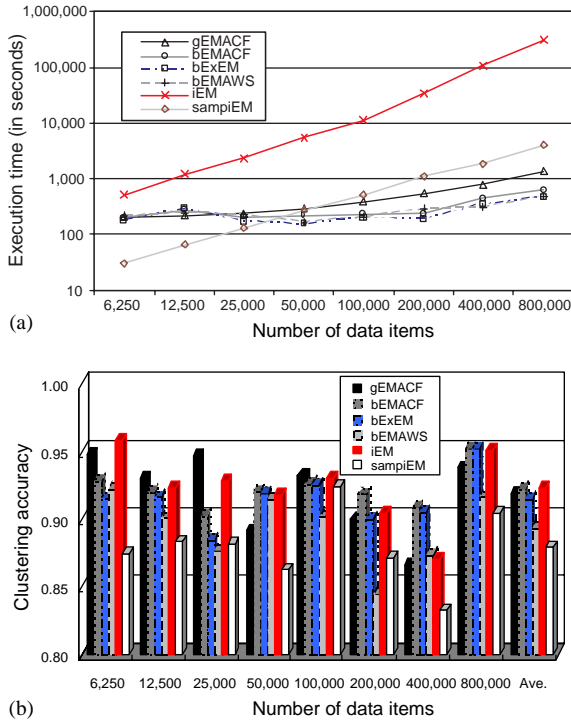 (a)
Execution time (in seconds)
1,000,000
100,000
10,000
1,000
100
10
gEMACF
bEMACF
bExEM
bEMAWS
iEM
sampiEM
6,250 12,500 25,000 50,000 100,000 200,000 400,000 800,000
Number of data items
(b)
Clustering accuracy
1.00
0.95
0.90
0.85
0.80
gEMACF
bEMACF
bExEM
bEMAWS
iEM
sampiEM
6,250 12,500 25,000 50,000 100,000 200,000 400,000 800,000 Ave.
Number of data items